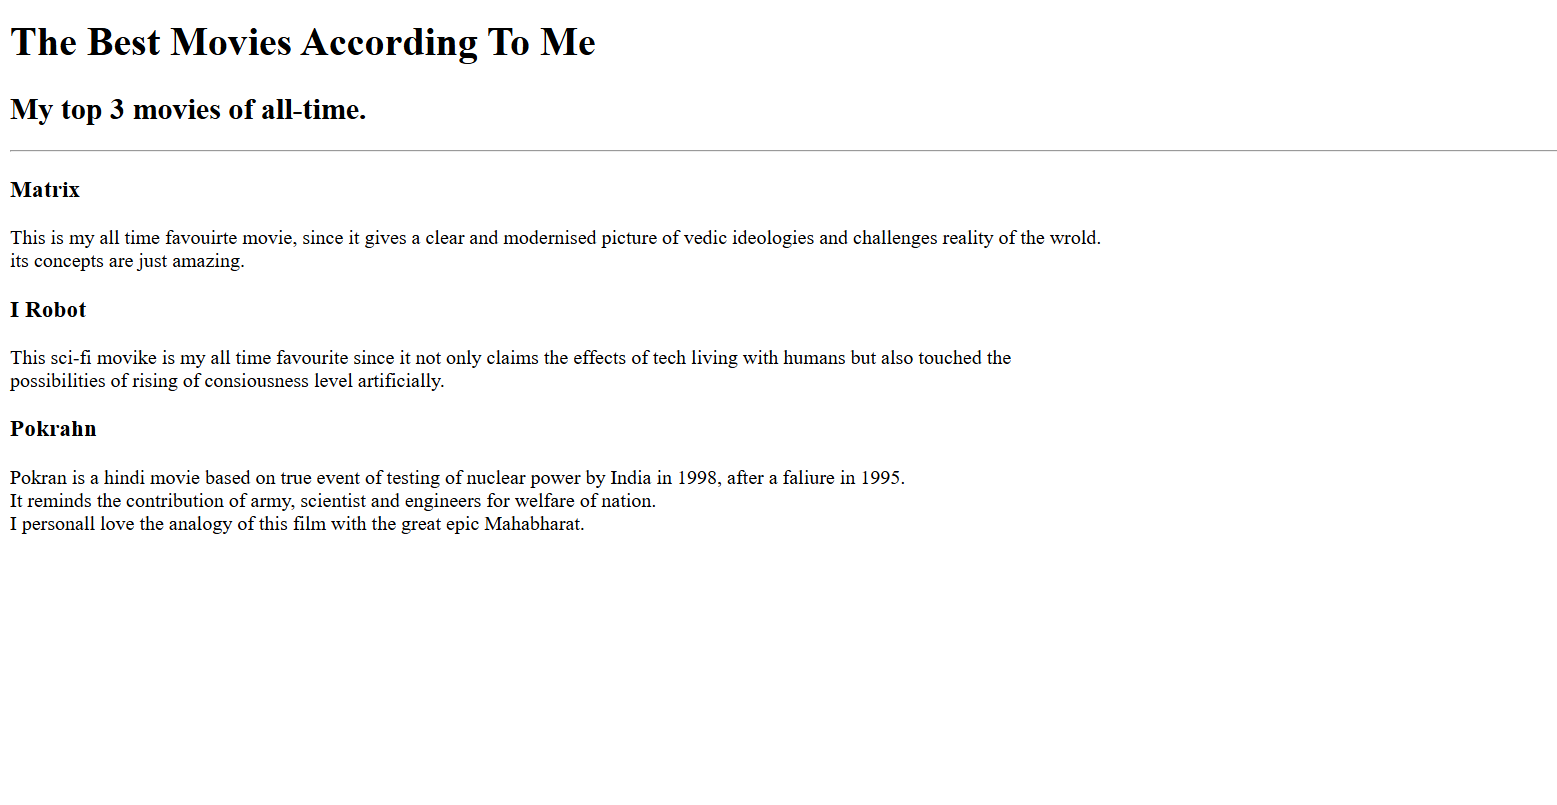 The Best Movies According To Me
My top 3 movies of all-time.
Matrix
This is my all time favouirte movie, since it gives a clear and modernised picture of vedic ideologies and challenges reality of the wrold.
its concepts are just amazing.
I Robot
This sci-fi movike is my all time favourite since it not only claims the effects of tech living with humans but also touched the
possibilities of rising of consiousness level artificially.
Pokrahn
Pokran is a hindi movie based on true event of testing of nuclear power by India in 1998, after a faliure in 1995.
It reminds the contribution of army, scientist and engineers for welfare of nation.
I personall love the analogy of this film with the great epic Mahabharat.